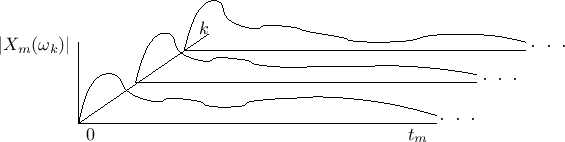 k
|X_m(ω_k)|
. . .
. . .
. . .
0
t_m